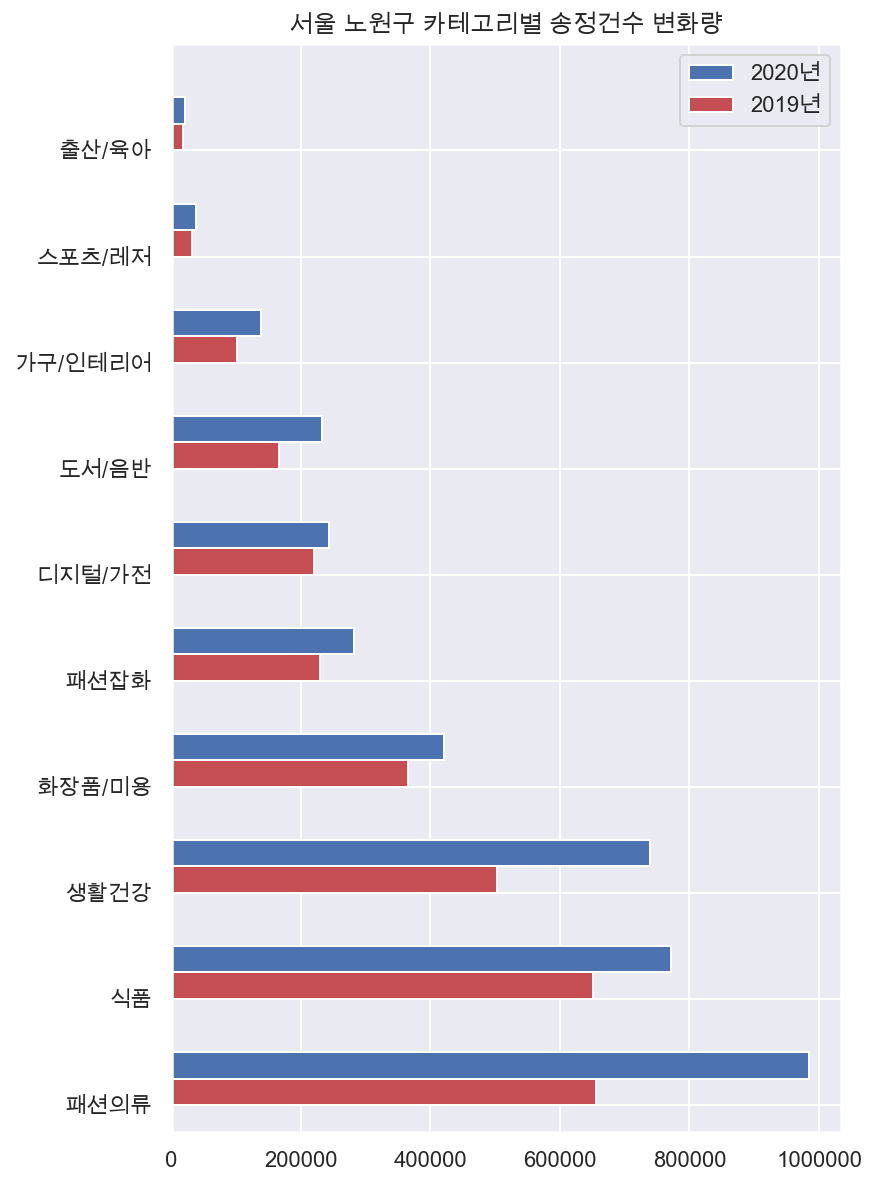 서울 노원구 카테고리별 송정건수 변화량
2020년
2019년
출산/육아
스포츠/레저
가구/인테리어
도서/음반
디지털/가전
패션잡화
화장품/미용
생활건강
식품
패션의류
0 200000 400000 600000 800000 1000000